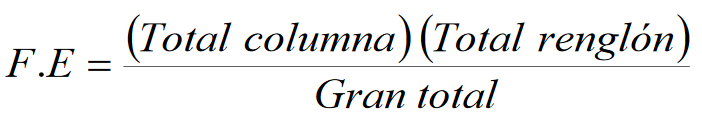 F.E = (Total columna)(Total renglón)
Gran total